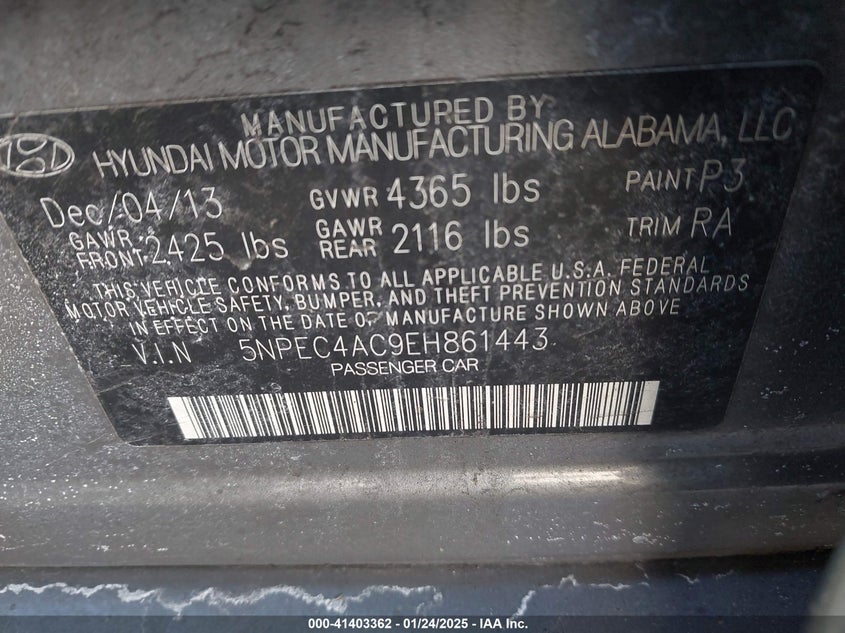 MANUFACTURED BY
HYUNDAI MOTOR MANUFACTURING ALABAMA, LLC
Dec/04/13 GVWR 4365 lbs PAINT P3
GAWR FRONT 2425 lbs GAWR REAR 2116 lbs TRIM RA
THIS VEHICLE CONFORMS TO ALL APPLICABLE U.S.A. FEDERAL
MOTOR VEHICLE SAFETY, BUMPER, AND THEFT PREVENTION STANDARDS
IN EFFECT ON THE DATE OF MANUFACTURE SHOWN ABOVE
V.I.N 5NPEC4AC9EH861443
PASSENGER CAR
000-41403362 - 01/24/2025 - IAA Inc.